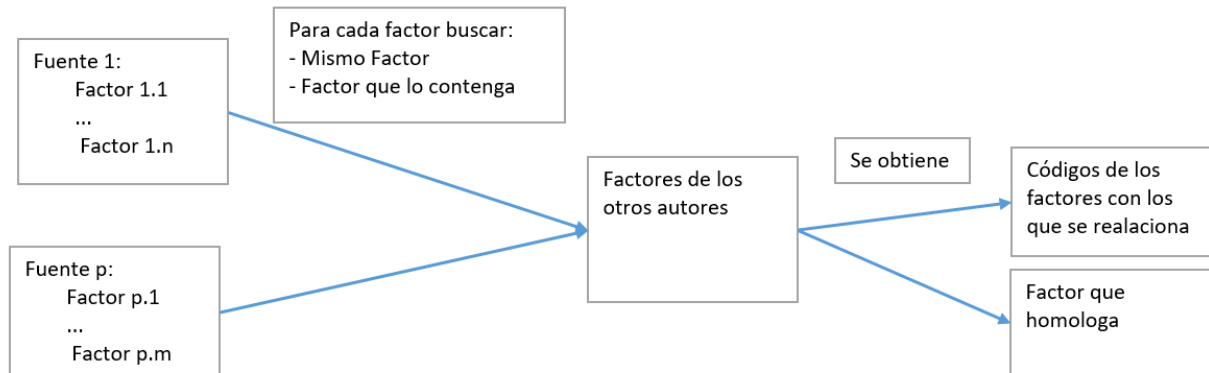 Fuente 1:
Factor 1.1
...
Factor 1.n
Para cada factor buscar:
- Mismo Factor
- Factor que lo contenga
Fuente p:
Factor p.1
...
Factor p.m
Factores de los
otros autores
Se obtiene
Códigos de los
factores con los
que se realaciona
Factor que
homologa